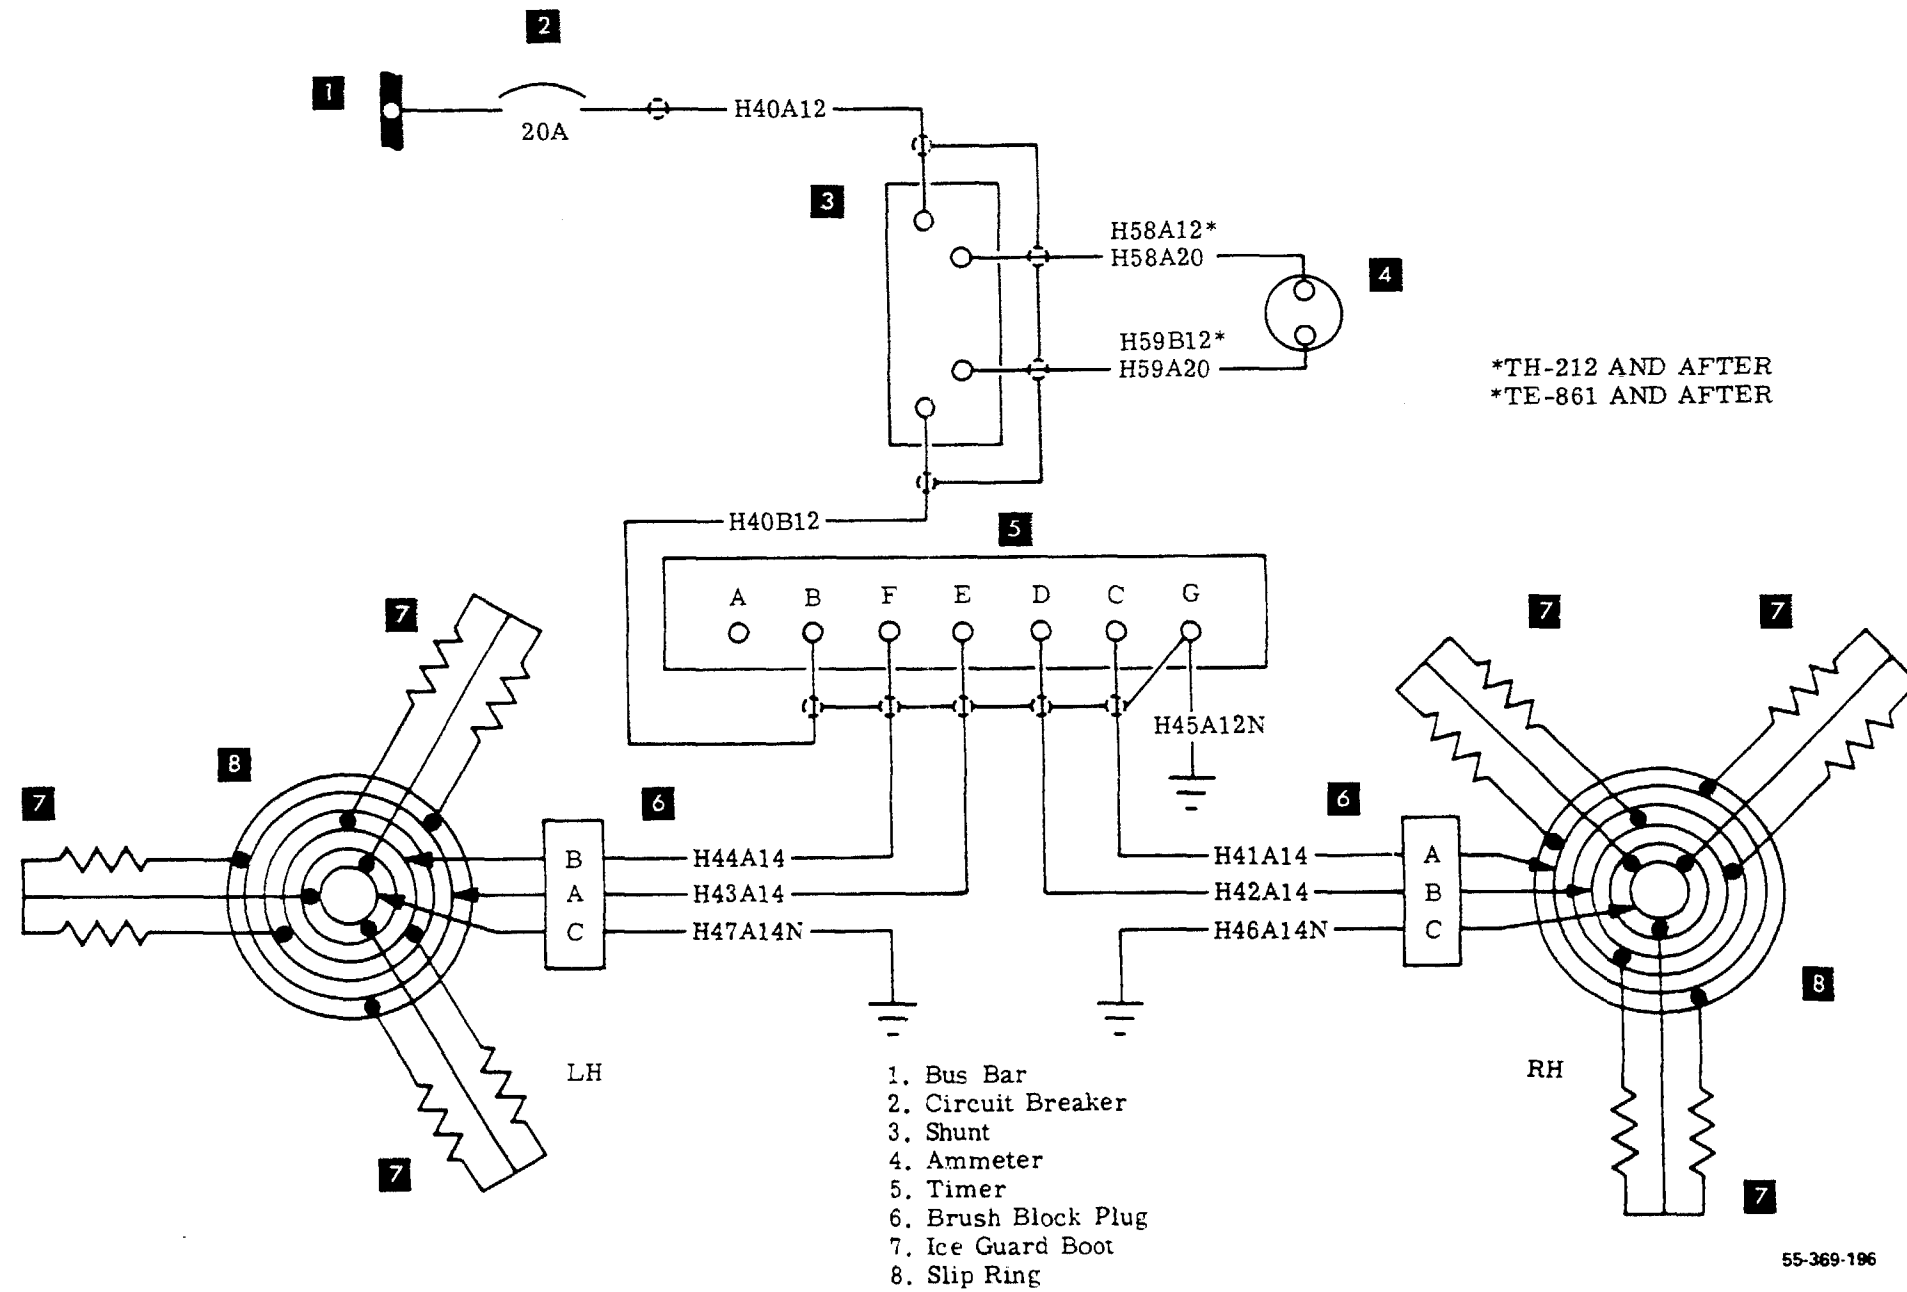 2
1
H40A12
20A
3
H58A12*
H58A20
4
H59B12*
H59A20
*TH-212 AND AFTER
*TE-861 AND AFTER
H40B12
5
A B F E D C G
7
7
7
H45A12N
8
7
6
6
B
H44A14
H41A14
A
A
H43A14
H42A14
B
C
H47A14N
H46A14N
C
8
LH
RH
7
7
1. Bus Bar
2. Circuit Breaker
3. Shunt
4. Ammeter
5. Timer
6. Brush Block Plug
7. Ice Guard Boot
8. Slip Ring
55-369-196